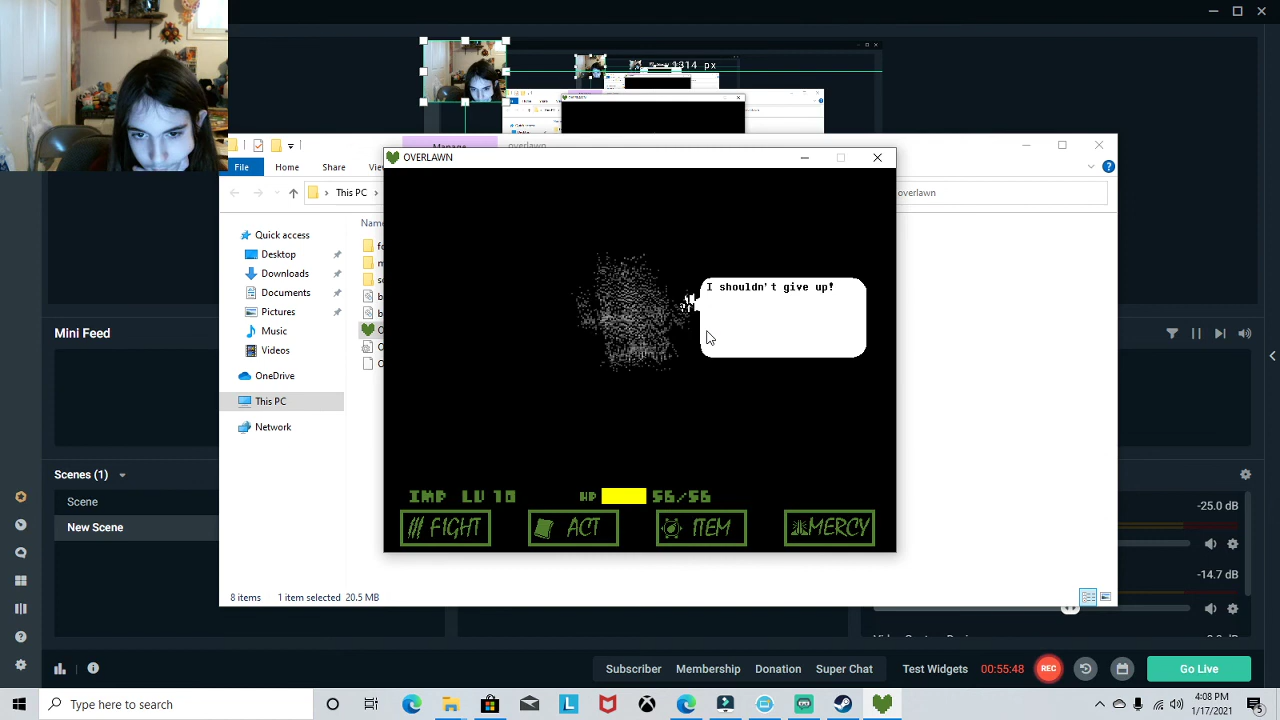 1314 px
Manage
overlawn
OVERLAWN
File
Home
Share
This PC
overlawn
Quick access
Desktop
Downloads
Documents
Pictures
Music
Videos
OneDrive
This PC
Network
I shouldn't give up!
IMP LV 10
HP
56/56
FIGHT
ACT
ITEM
MERCY
8 items
1 item selected 20.5 MB
Mini Feed
Scenes (1)
Scene
New Scene
-25.0 dB
-14.7 dB
Subscriber
Membership
Donation
Super Chat
Test Widgets
00:55:48
REC
Go Live
Type here to search
4:08 PM
1/17/2021